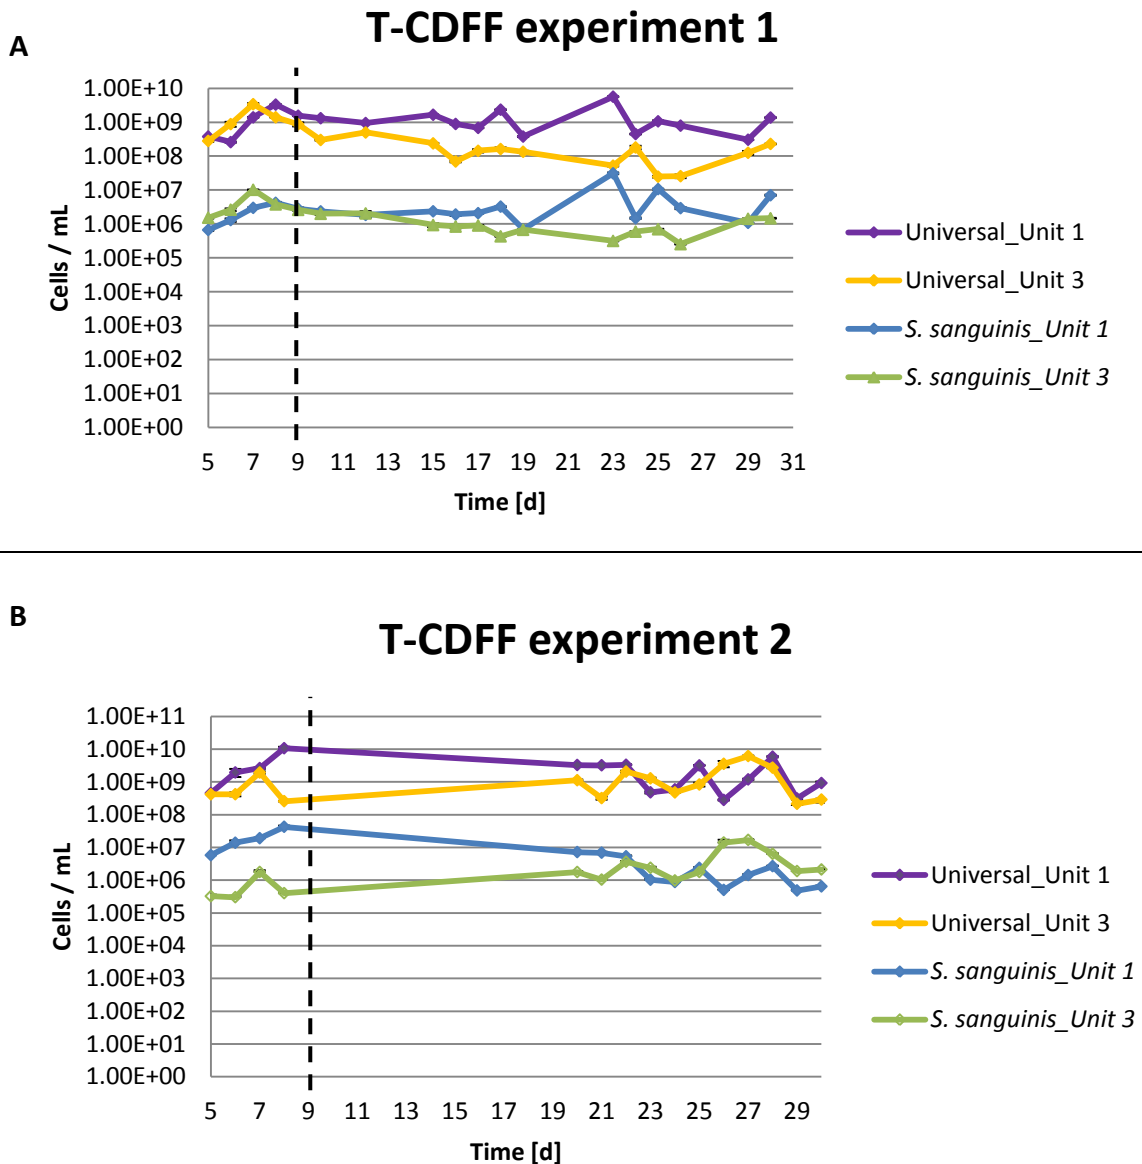 A
T-CDFF experiment 1
1.00E+10
1.00E+09
1.00E+08
1.00E+07
1.00E+06
1.00E+05
1.00E+04
1.00E+03
1.00E+02
1.00E+01
1.00E+00
Cells / mL
5 7 9 11 13 15 17 19 21 23 25 27 29 31
Time [d]
Universal_Unit 1
Universal_Unit 3
S. sanguinis_Unit 1
S. sanguinis_Unit 3
B
T-CDFF experiment 2
1.00E+11
1.00E+10
1.00E+09
1.00E+08
1.00E+07
1.00E+06
1.00E+05
1.00E+04
1.00E+03
1.00E+02
1.00E+01
1.00E+00
Cells / mL
5 7 9 11 13 15 17 19 21 23 25 27 29
Time [d]
Universal_Unit 1
Universal_Unit 3
S. sanguinis_Unit 1
S. sanguinis_Unit 3